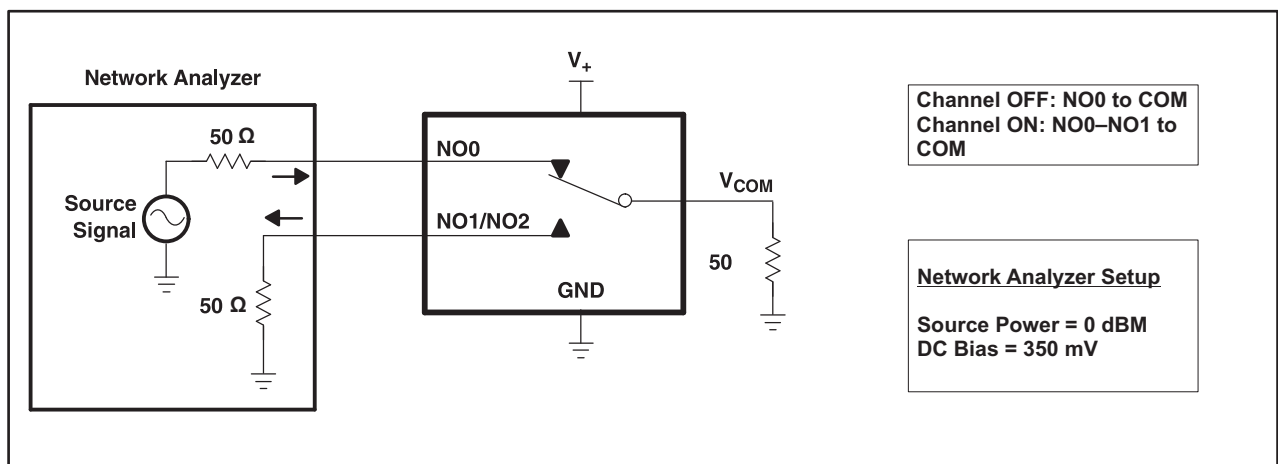 V+
Network Analyzer
Channel OFF: NO0 to COM
Channel ON: NO0–NO1 to
COM
50 Ω
NO0
VCOM
Source
Signal
NO1/NO2
50
50 Ω
GND
Network Analyzer Setup
Source Power = 0 dBM
DC Bias = 350 mV